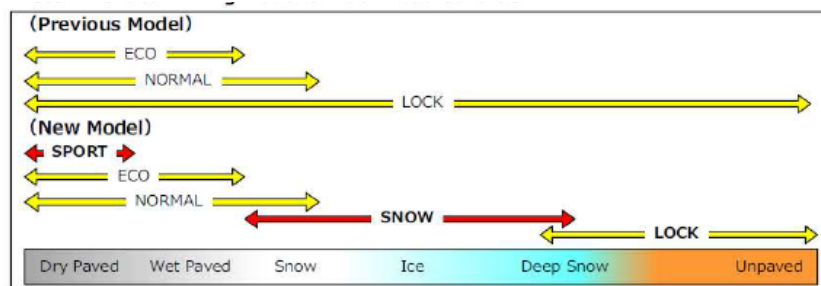 (Previous Model)
ECO
NORMAL
LOCK
(New Model)
SPORT
ECO
NORMAL
SNOW
LOCK
Dry Paved Wet Paved Snow Ice Deep Snow Unpaved